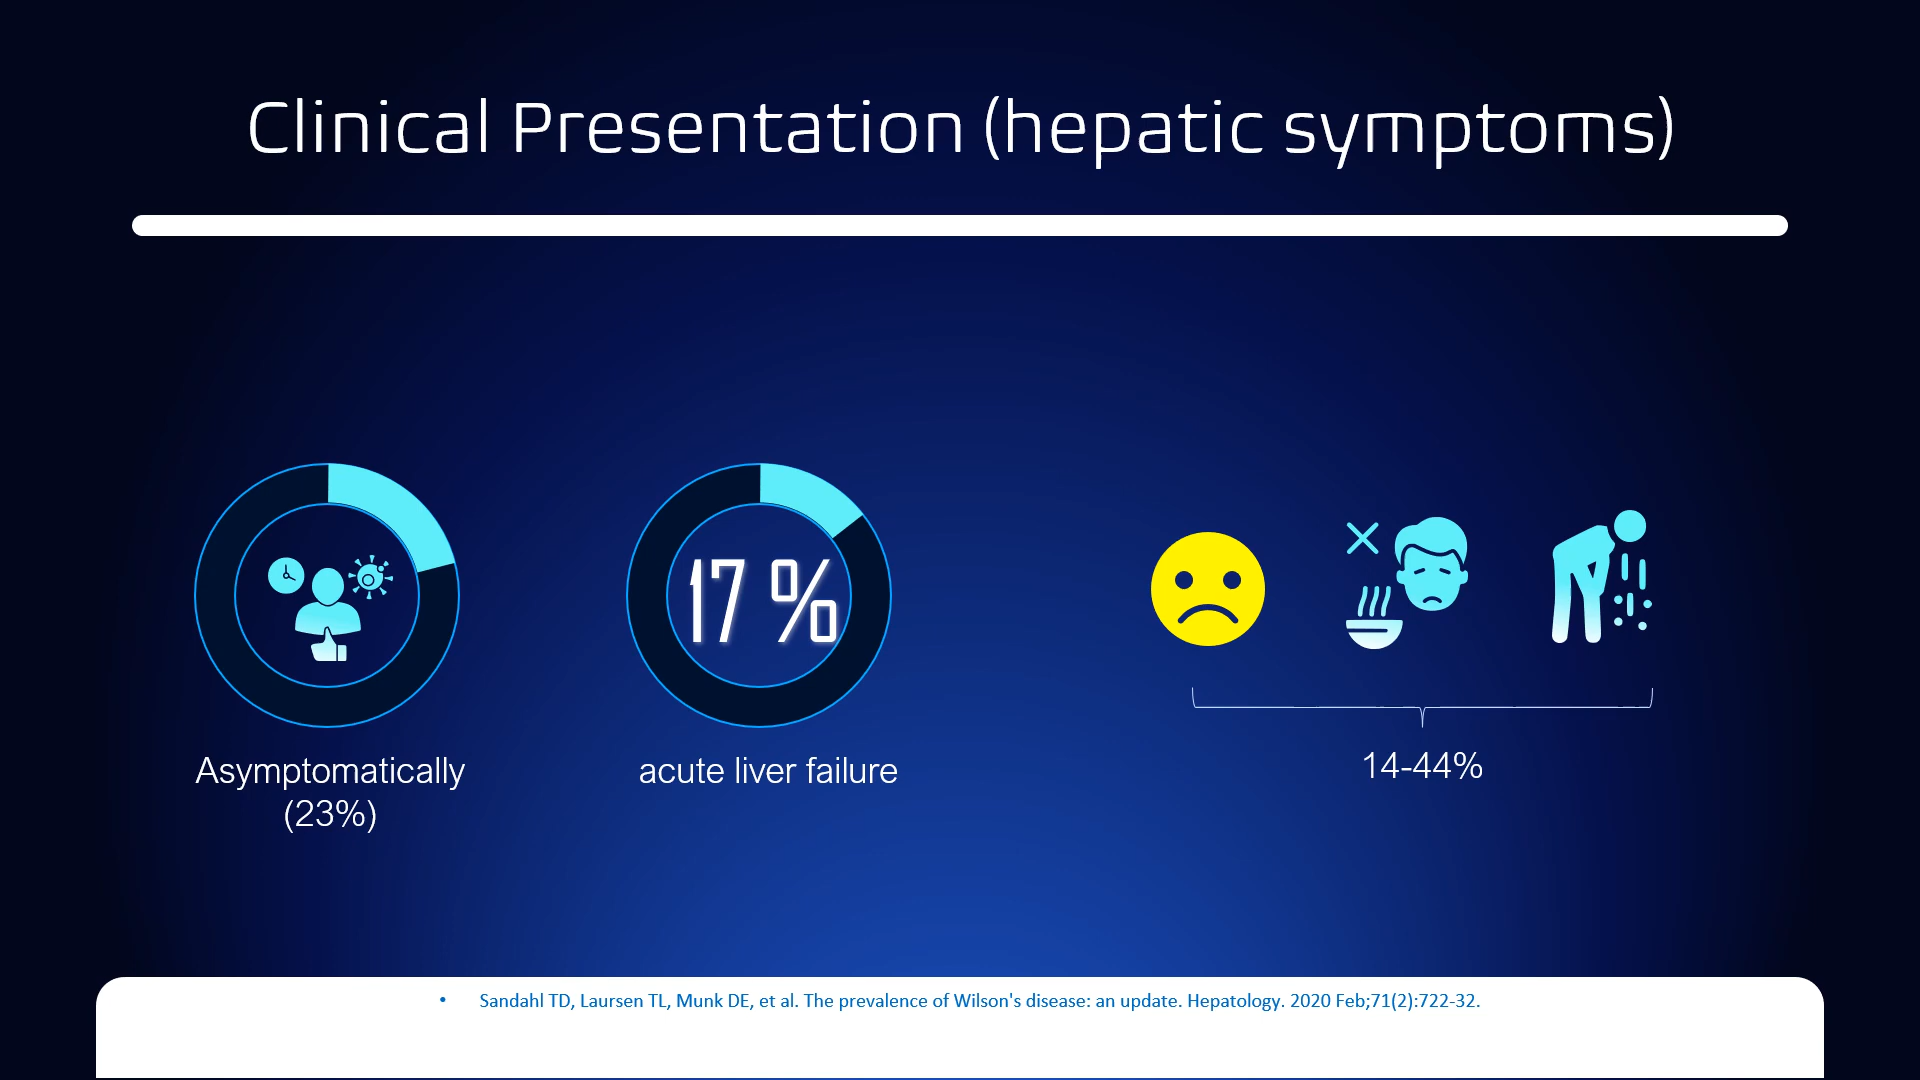 Clinical Presentation (hepatic symptoms)
17 %
Asymptomatically
(23%)
acute liver failure
14-44%
• Sandahl TD, Laursen TL, Munk DE, et al. The prevalence of Wilson's disease: an update. Hepatology. 2020 Feb;71(2):722-32.